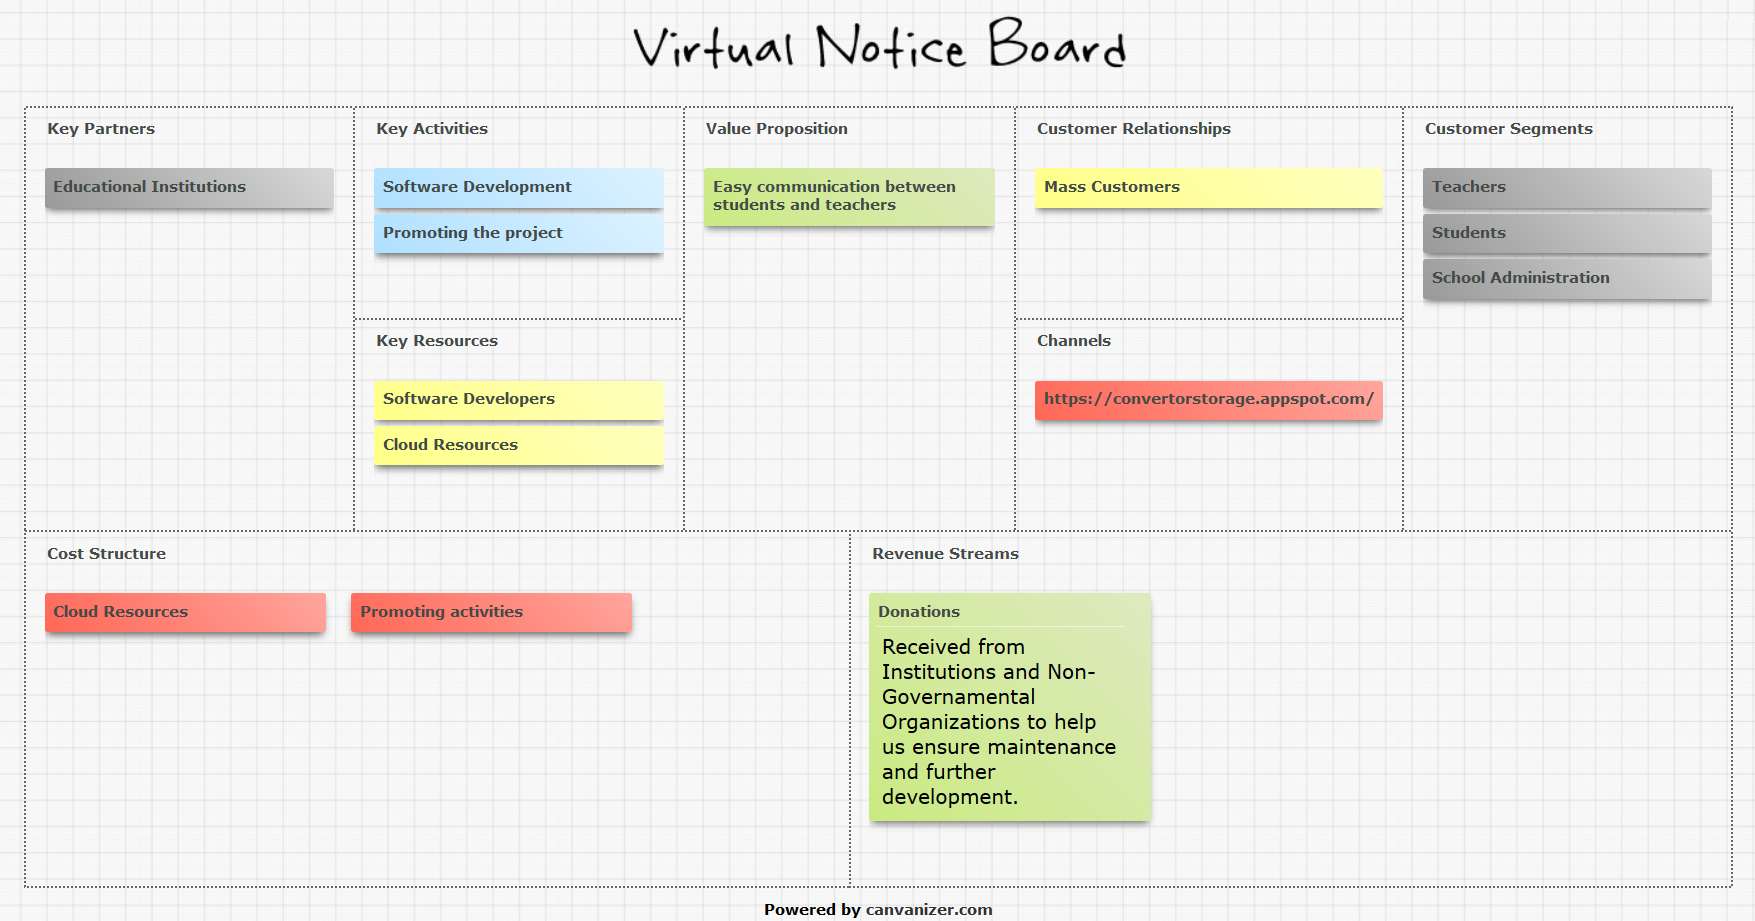 Virtual Notice Board
Key Partners
Educational Institutions
Key Activities
Software Development
Promoting the project
Key Resources
Software Developers
Cloud Resources
Value Proposition
Easy communication between
students and teachers
Customer Relationships
Mass Customers
Channels
https://convertorstorage.appspot.com/
Customer Segments
Teachers
Students
School Administration
Cost Structure
Cloud Resources
Promoting activities
Revenue Streams
Donations
Received from
Institutions and Non-
Governamental
Organizations to help
us ensure maintenance
and further
development.
Powered by canvanizer.com